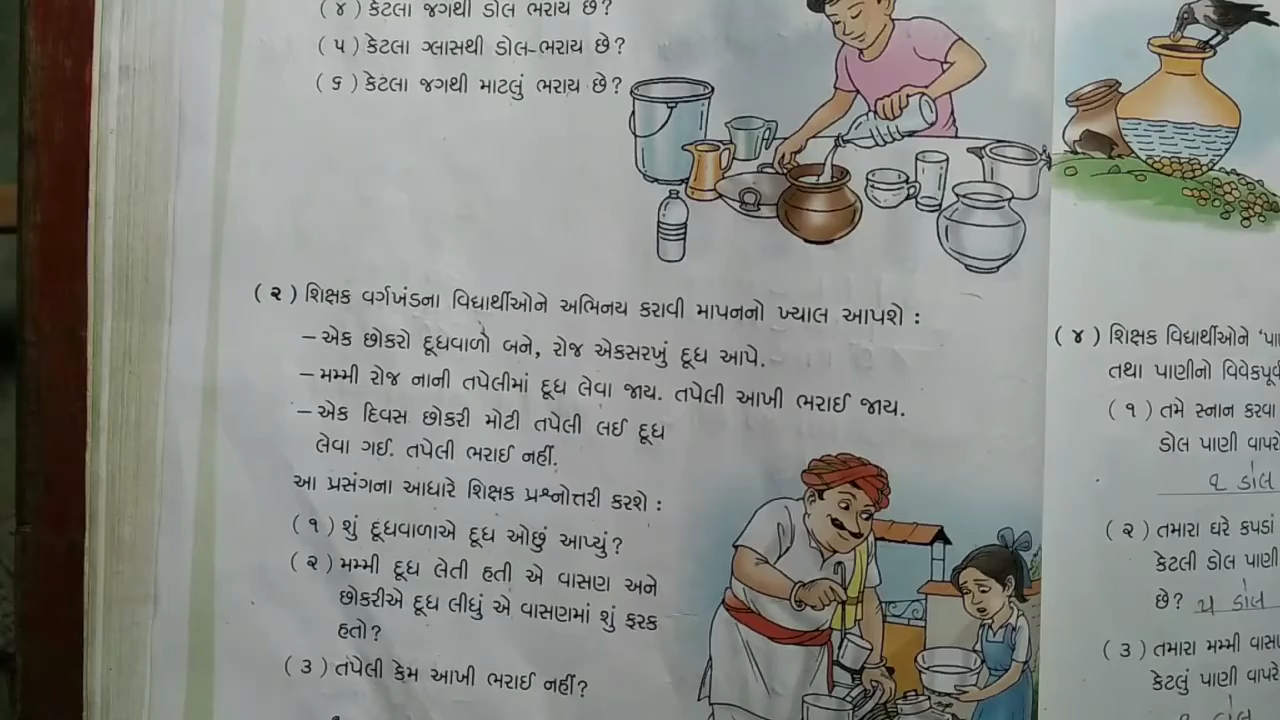 (૪) કેટલા જગથી ડોલ ભરાય છે?
(૫) કેટલા ગ્લાસથી ડોલ-ભરાય છે?
(૬) કેટલા જગથી માટલું ભરાય છે?
(૨) શિક્ષક વર્ગખંડના વિદ્યાર્થીઓને અભિનય કરાવી માપનનો ખ્યાલ આપશે :
– એક છોકરો દૂધવાળો બને, રોજ એકસરખું દૂધ આપે.
– મમ્મી રોજ નાની તપેલીમાં દૂધ લેવા જાય. તપેલી આખી ભરાઈ જાય.
– એક દિવસ છોકરી મોટી તપેલી લઈ દૂધ
લેવા ગઈ. તપેલી ભરાઈ નહીં.
આ પ્રસંગના આધારે શિક્ષક પ્રશ્નોત્તરી કરશે :
(૧) શું દૂધવાળાએ દૂધ ઓછું આપ્યું?
(૨) મમ્મી દૂધ લેતી હતી એ વાસણ અને
છોકરીએ દૂધ લીધું એ વાસણમાં શું ફરક
હતો?
(૩) તપેલી કેમ આખી ભરાઈ નહીં?
(૪) શિક્ષક વિદ્યાર્થીઓને
તથા પાણીનો
(૧) તમે સ્નાન કરવા
ડોલ પાણી
૧ ડોલ
(૨) તમારા ઘરે કપડાં
કેટલી ડોલ પાણી
છે? ૫ ડોલ
(૩) તમારા મમ્મી
કેટલું પાણી
ડોલ